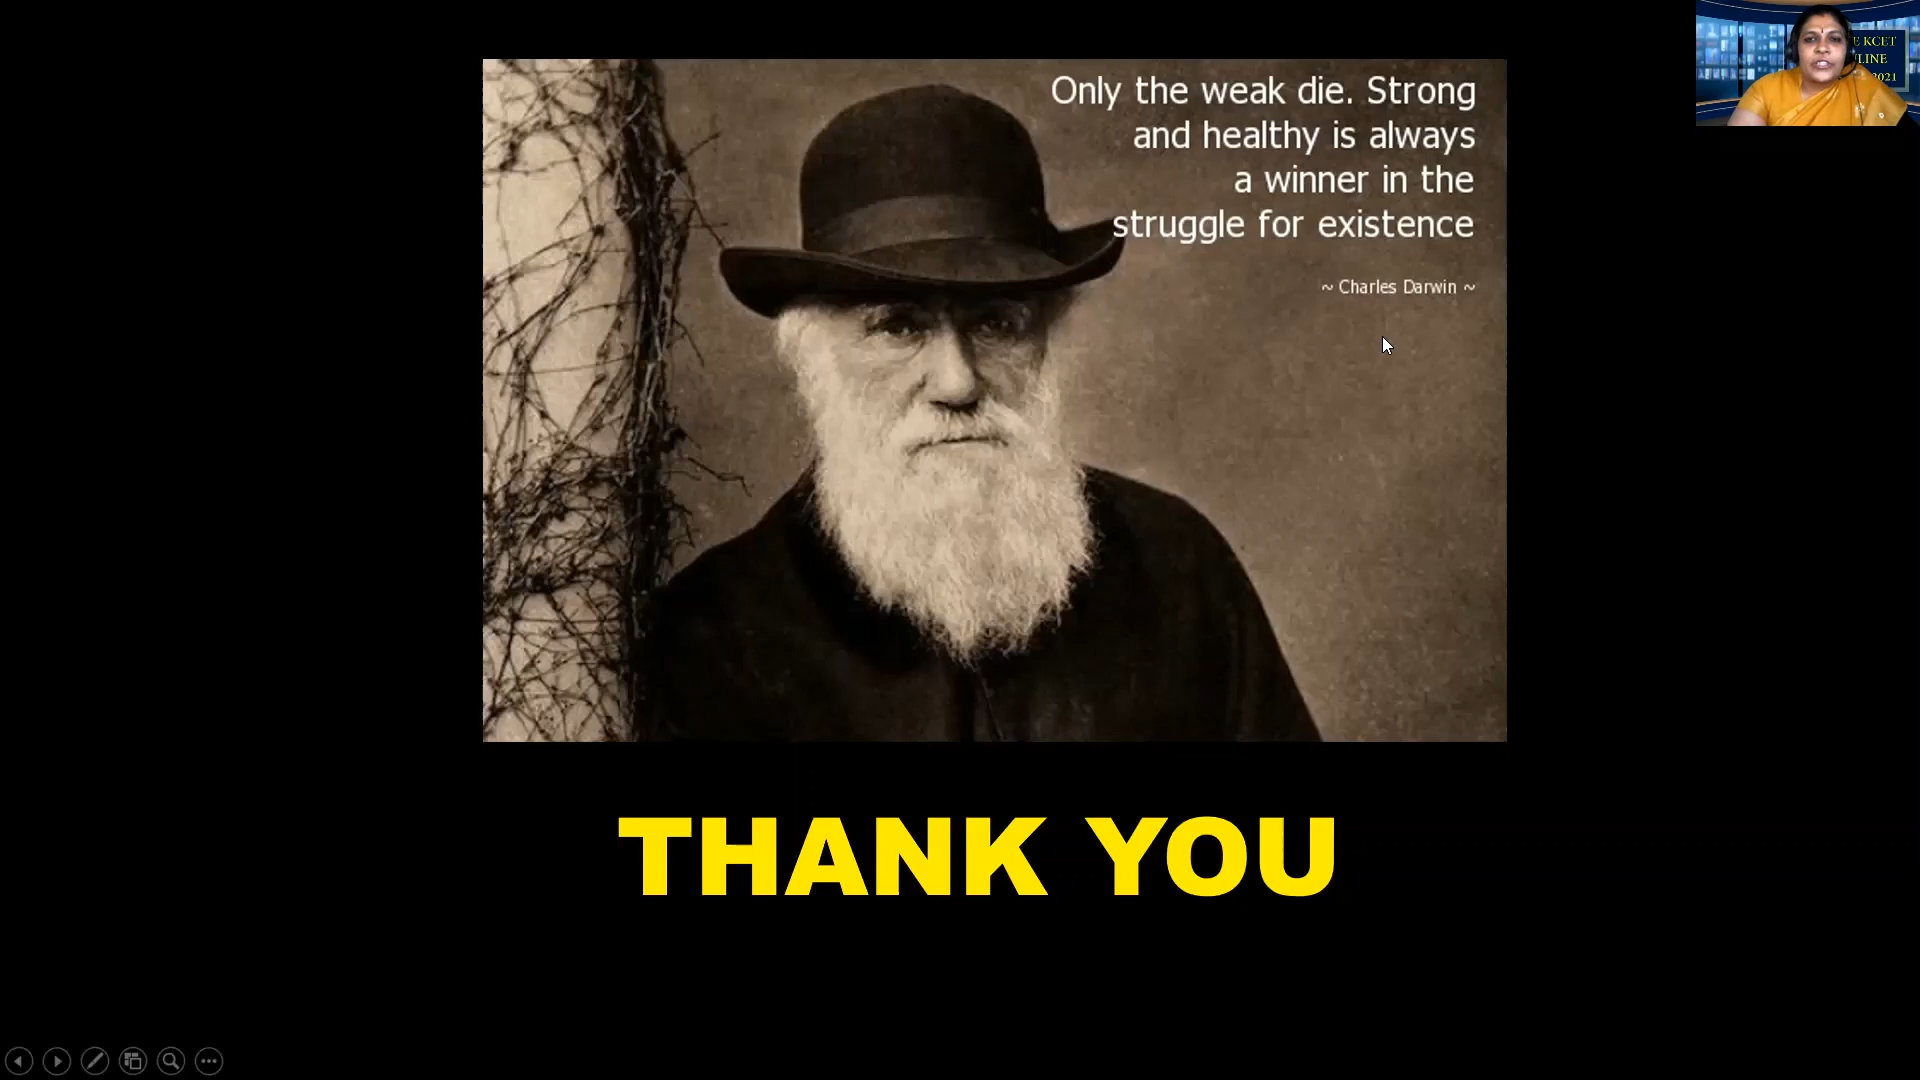 Only the weak die. Strong
and healthy is always
a winner in the
struggle for existence
~ Charles Darwin ~
THANK YOU
E KCET
LINE
2021